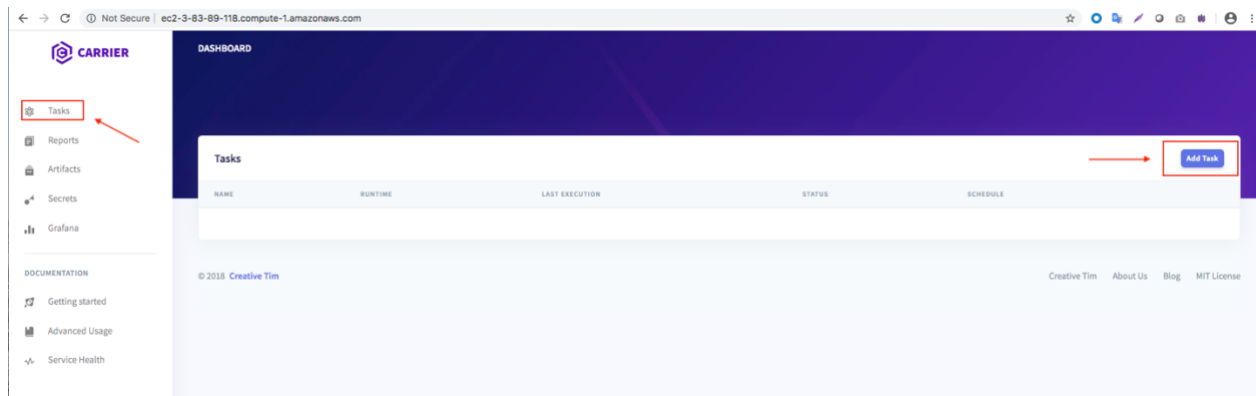 Not Secure | ec2-3-83-89-118.compute-1.amazonaws.com
CARRIER
DASHBOARD
Tasks
Reports
Artifacts
Secrets
Grafana
DOCUMENTATION
Getting started
Advanced Usage
Service Health
Tasks
Add Task
NAME RUNTIME LAST EXECUTION STATUS SCHEDULE
© 2018 Creative Tim
Creative Tim About Us Blog MIT License